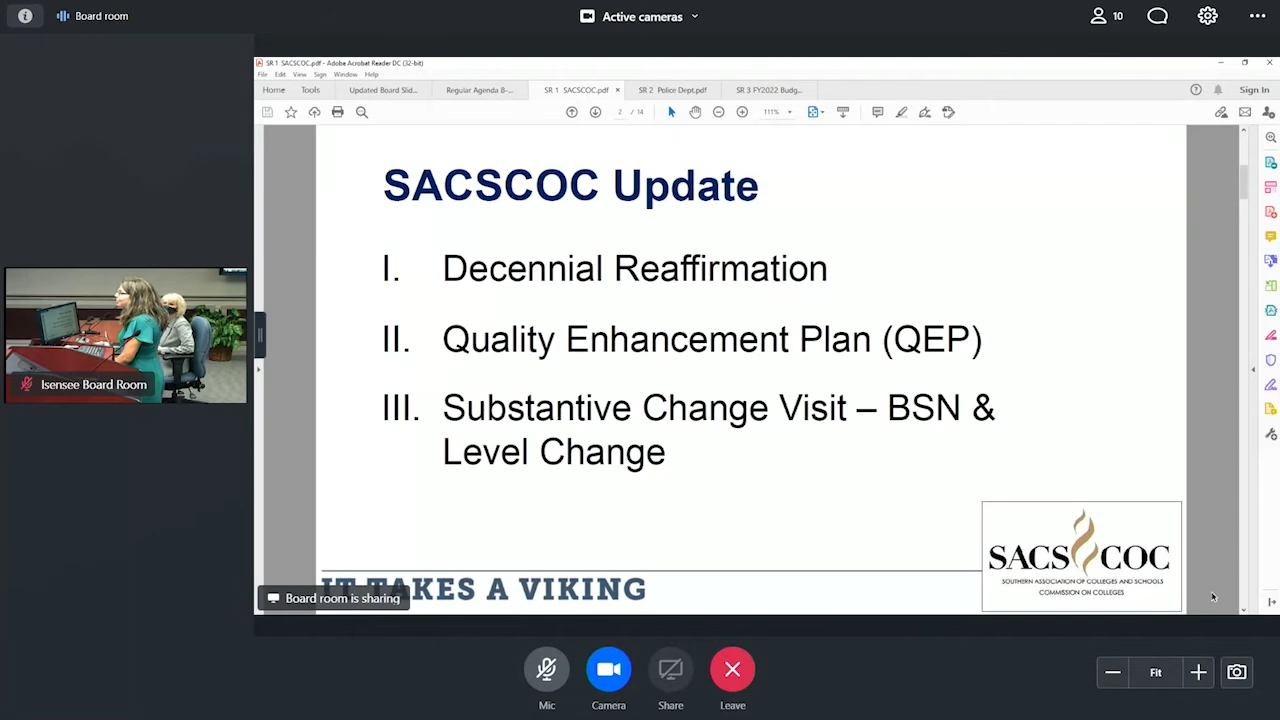 Board room
Active cameras
10
SR 1 SACSCOC.pdf - Adobe Acrobat Reader DC (32-bit)
File Edit View Sign Window Help
Home Tools Updated Board Slid... Regular Agenda 8-... SR 1 SACSCOC.pdf SR 2 Police Dept.pdf SR 3 FY2022 Budg... Sign In
2 / 14 111%
SACSCOC Update
I. Decennial Reaffirmation
II. Quality Enhancement Plan (QEP)
III. Substantive Change Visit – BSN &
Level Change
Isensee Board Room
SACS COC
SOUTHERN ASSOCIATION OF COLLEGES AND SCHOOLS
COMMISSION ON COLLEGES
IT TAKES A VIKING
Board room is sharing
Fit
Mic Camera Share Leave